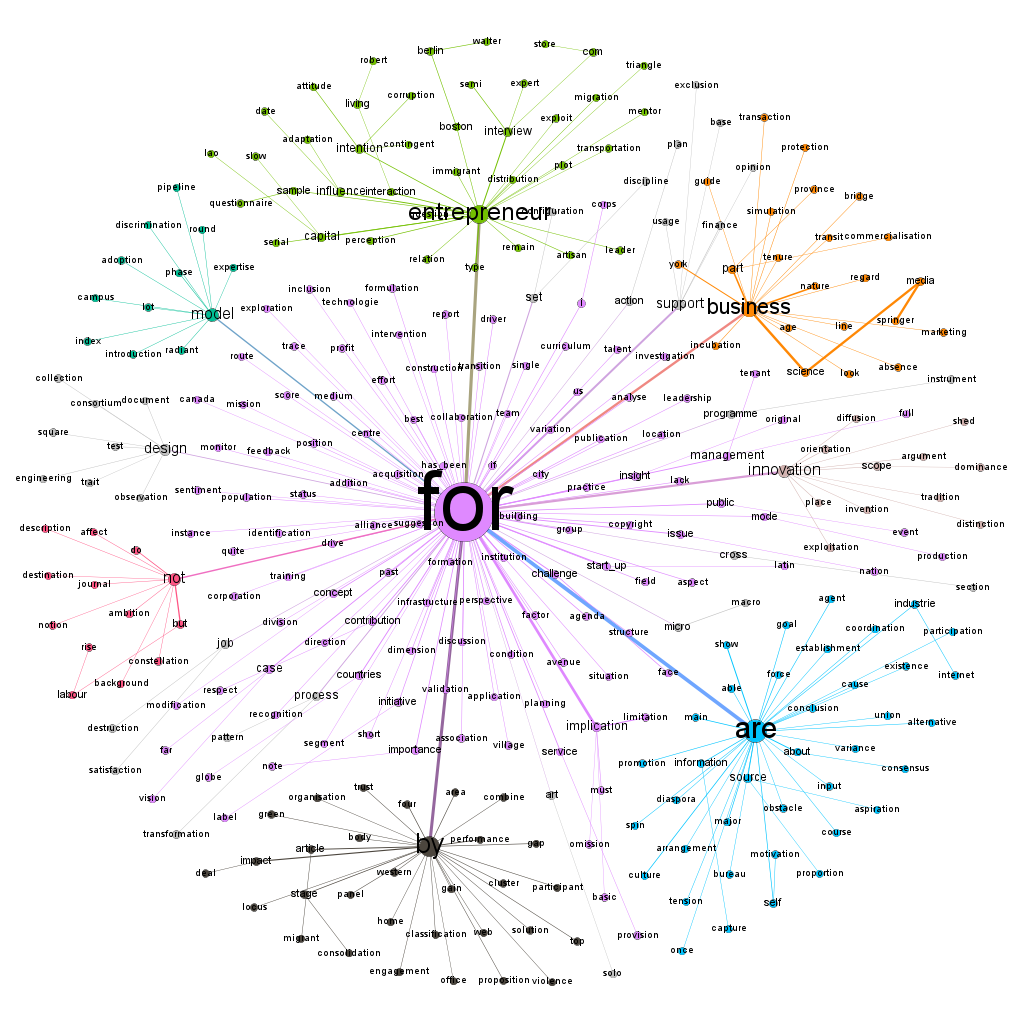 walter
berlin
store
com
robert
triangle
attitude
semi
expert
exclusion
living
corruption
migration
date
exploit
mentor
transaction
boston
interview
base
adaptation
intention
contingent
transportation
plan
protection
lao
slow
immigrant
distribution
plot
opinion
pipeline
sample
influence
interaction
discipline
guide
province
bridge
questionnaire
corps
entrepreneur
configuration
simulation
discrimination
round
serial
capital
perception
remain
artisan
leader
usage
finance
transit
commercialisation
adoption
phase
expertise
relation
type
york
part
tenure
regard
campus
lot
exploration
inclusion
technologie
formulation
set
i
action
support
business
nature
media
model
report
driver
age
line
springer
marketing
index
introduction
radiant
route
trace
profit
intervention
curriculum
talent
investigation
incubation
science
look
absence
collection
effort
construction
transition
single
tenant
instrument
consortium
document
canada
mission
score
medium
us
analyse
leadership
square
best
collaboration
team
variation
publication
location
programme
original
diffusion
full
shed
test
design
monitor
feedback
position
centre
management
orientation
argument
engineering
trait
has been
if
city
insight
lack
innovation
scope
dominance
observation
sentiment
population
status
addition
acquisition
practice
public
place
tradition
for
building
description
affect
instance
identification
alliance
suggestion
group
copyright
issue
mode
invention
event
distinction
do
quite
drive
cross
exploitation
production
destination
journal
not
training
past
formation
institution
challenge
start_up
field
aspect
latin
nation
section
notion
ambition
but
corporation
concept
infrastructure
perspective
factor
agenda
macro
agent
industrie
rise
division
contribution
structure
micro
goal
coordination
participation
constellation
job
direction
dimension
discussion
condition
avenue
show
establishment
labour
background
respect
case
countries
situation
face
able
force
cause
existence
internet
modification
process
initiative
validation
application
planning
destruction
recognition
implication
limitation
main
conclusion
union
alternative
pattern
short
association
village
are
far
segment
importance
service
about
variance
satisfaction
globe
note
promotion
information
source
consensus
vision
organisation
trust
area
combine
art
must
diaspora
input
label
green
four
spin
major
obstacle
aspiration
transformation
body
by
performance
gap
omission
arrangement
course
impact
article
motivation
deal
western
cluster
participant
culture
bureau
proportion
locus
stage
panel
gain
basic
tension
self
home
migrant
classification
web
solution
top
provision
capture
consolidation
once
engagement
office
proposition
violence
solo